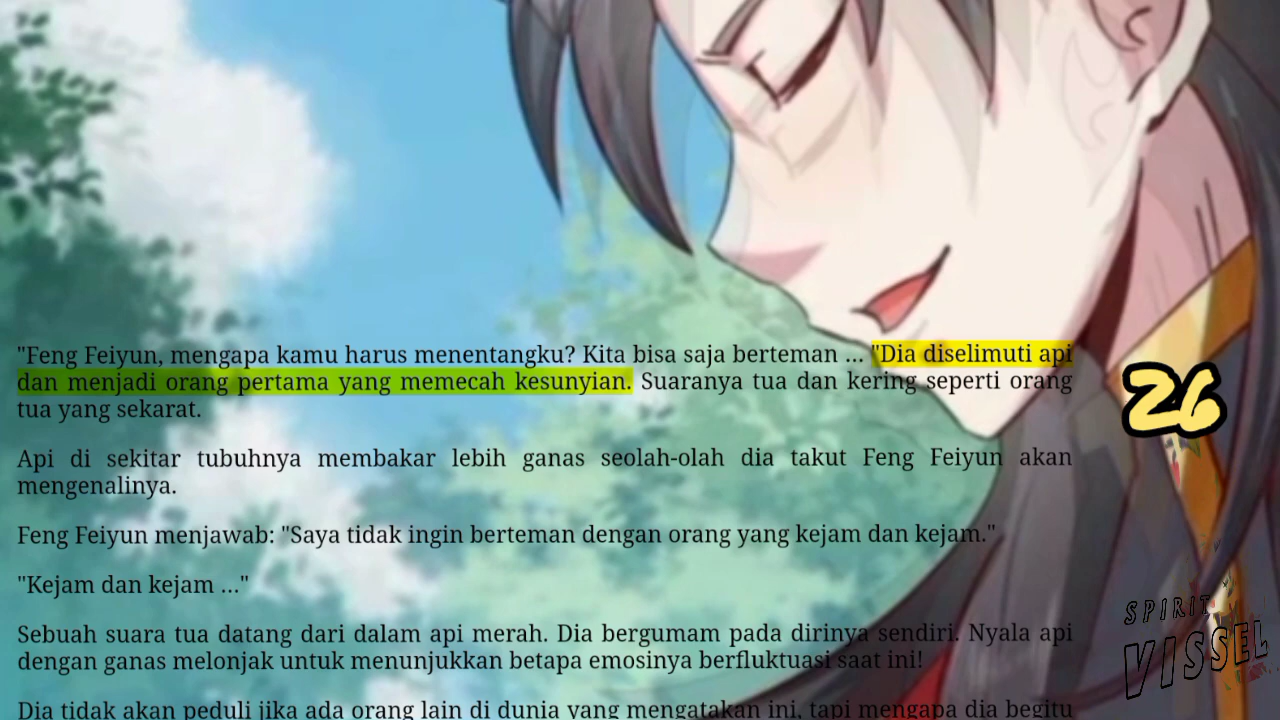 "Feng Feiyun, mengapa kamu harus menentangku? Kita bisa saja berteman ... "Dia diselimuti api
dan menjadi orang pertama yang memecah kesunyian. Suaranya tua dan kering seperti orang
tua yang sekarat.
Api di sekitar tubuhnya membakar lebih ganas seolah-olah dia takut Feng Feiyun akan
mengenalinya.
Feng Feiyun menjawab: "Saya tidak ingin berteman dengan orang yang kejam dan kejam."
"Kejam dan kejam ..."
Sebuah suara tua datang dari dalam api merah. Dia bergumam pada dirinya sendiri. Nyala api
dengan ganas melonjak untuk menunjukkan betapa emosinya berfluktuasi saat ini!
Dia tidak akan peduli jika ada orang lain di dunia yang mengatakan ini, tapi mengapa dia begitu
26
SPIRIT
VISSEL